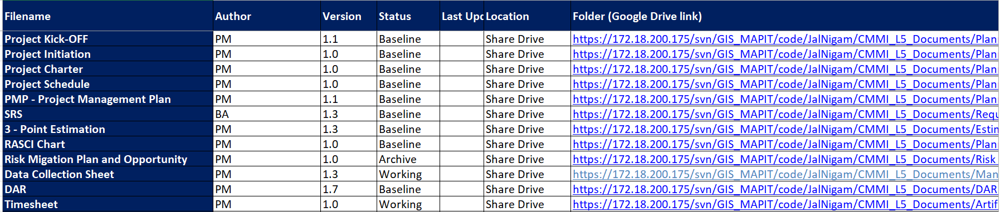 Filename Author Version Status Last Upd Location Folder (Google Drive link)
Project Kick-OFF PM 1.1 Baseline Share Drive https://172.18.200.175/svn/GIS_MAPIT/code/JalNigam/CMMI_L5_Documents/Plan
Project Initiation PM 1.0 Baseline Share Drive https://172.18.200.175/svn/GIS_MAPIT/code/JalNigam/CMMI_L5_Documents/Plan
Project Charter PM 1.0 Baseline Share Drive https://172.18.200.175/svn/GIS_MAPIT/code/JalNigam/CMMI_L5_Documents/Plan
Project Schedule PM 1.0 Baseline Share Drive https://172.18.200.175/svn/GIS_MAPIT/code/JalNigam/CMMI_L5_Documents/Plan
PMP - Project Management Plan PM 1.1 Baseline Share Drive https://172.18.200.175/svn/GIS_MAPIT/code/JalNigam/CMMI_L5_Documents/Plan
SRS BA 1.3 Baseline Share Drive https://172.18.200.175/svn/GIS_MAPIT/code/JalNigam/CMMI_L5_Documents/Requ
3 - Point Estimation PM 1.3 Baseline Share Drive https://172.18.200.175/svn/GIS_MAPIT/code/JalNigam/CMMI_L5_Documents/Estin
RASCI Chart PM 1.0 Baseline Share Drive https://172.18.200.175/svn/GIS_MAPIT/code/JalNigam/CMMI_L5_Documents/Plan
Risk Migation Plan and Opportunity PM 1.0 Archive Share Drive https://172.18.200.175/svn/GIS_MAPIT/code/JalNigam/CMMI_L5_Documents/Risk
Data Collection Sheet PM 1.3 Working Share Drive https://172.18.200.175/svn/GIS_MAPIT/code/JalNigam/CMMI_L5_Documents/Man
DAR PM 1.7 Baseline Share Drive https://172.18.200.175/svn/GIS_MAPIT/code/JalNigam/CMMI_L5_Documents/DAR
Timesheet PM 1.0 Working Share Drive https://172.18.200.175/svn/GIS_MAPIT/code/JalNigam/CMMI_L5_Documents/Artif